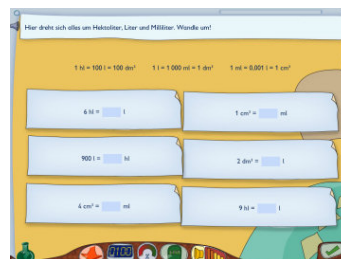 Hier dreht sich alles um Hektoliter, Liter und Milliliter. Wandle um!
1 hl = 100 l = 100 dm³ 1 l = 1 000 ml = 1 dm³ 1 ml = 0,001 l = 1 cm³
6 hl = l
1 cm³ = ml
900 l = hl
2 dm³ = l
4 cm³ = ml
9 hl = l